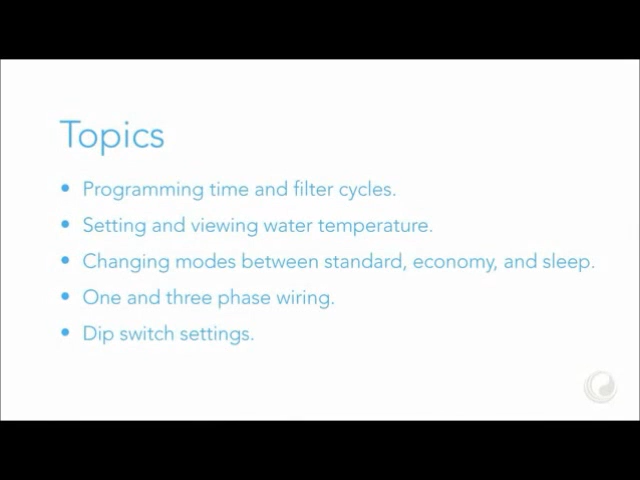 Topics
• Programming time and filter cycles.
• Setting and viewing water temperature.
• Changing modes between standard, economy, and sleep.
• One and three phase wiring.
• Dip switch settings.